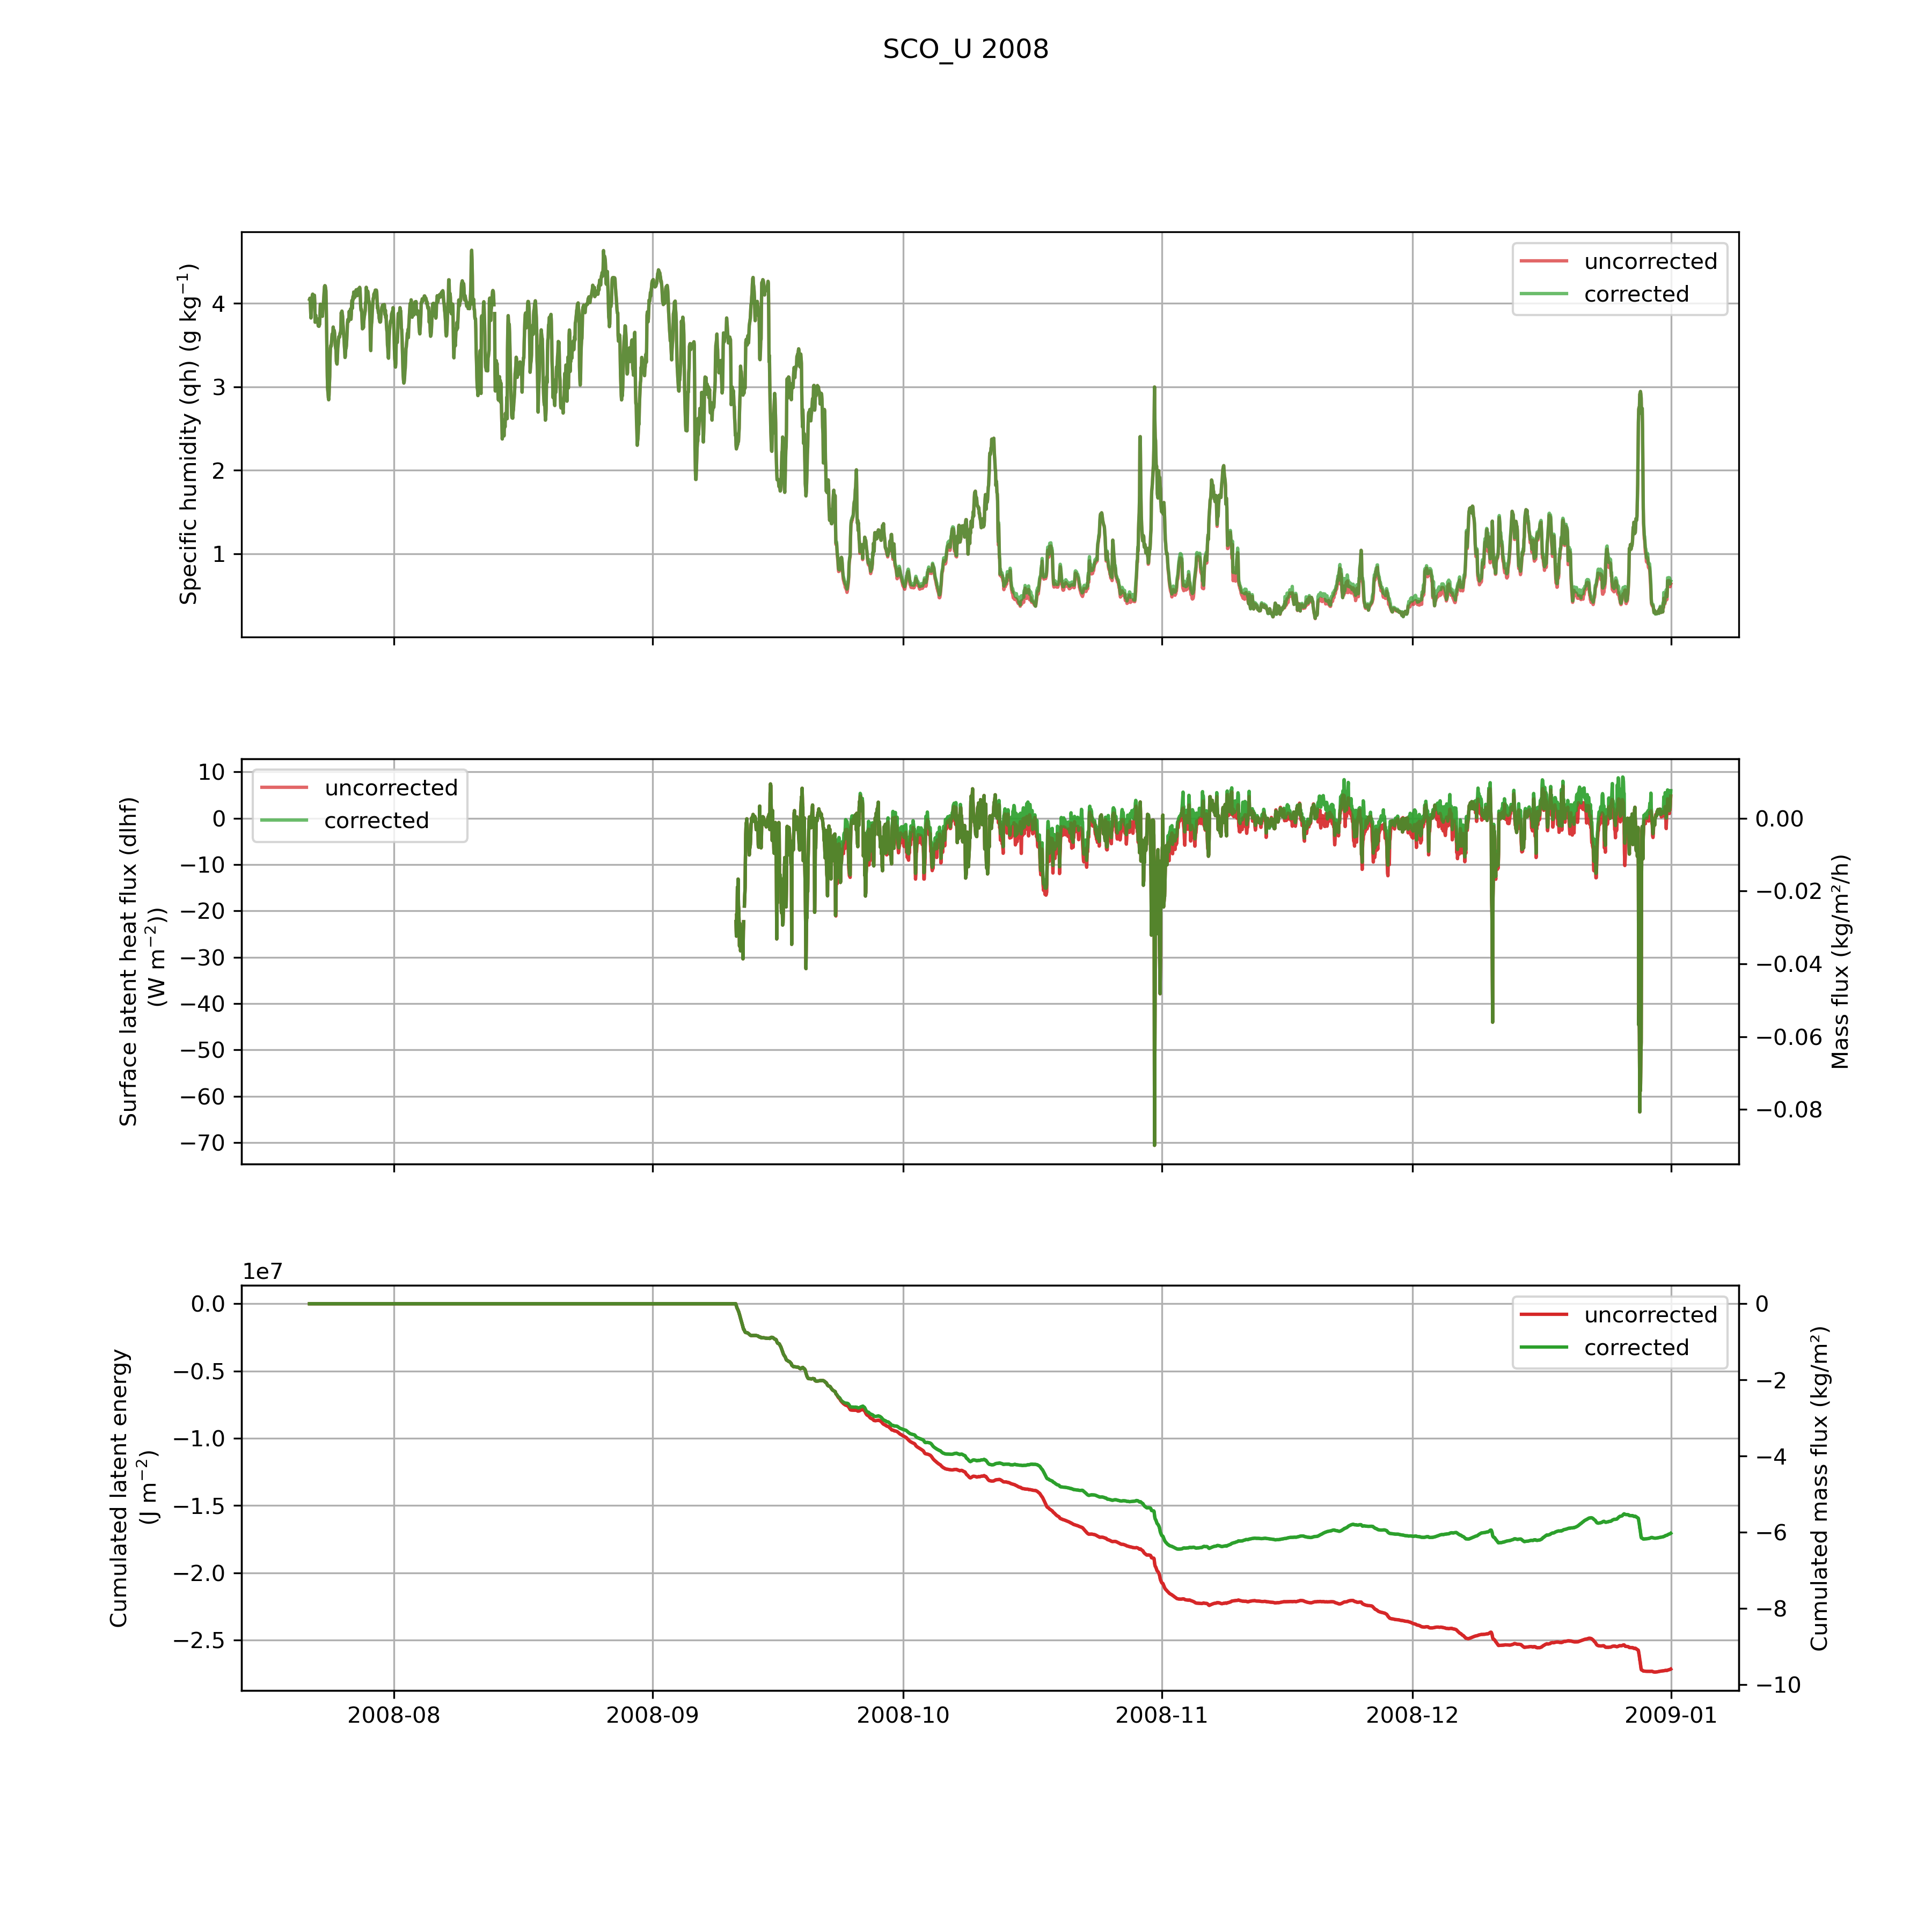 SCO_U 2008
Specific humidity (qh) (g kg⁻¹)
4
3
2
1
uncorrected
corrected
Surface latent heat flux (dlhf)
(W m⁻²))
10
0
−10
−20
−30
−40
−50
−60
−70
uncorrected
corrected
0.00
−0.02
−0.04
−0.06
−0.08
Mass flux (kg/m²/h)
1e7
Cumulated latent energy
(J m⁻²)
0.0
−0.5
−1.0
−1.5
−2.0
−2.5
uncorrected
corrected
0
−2
−4
−6
−8
−10
Cumulated mass flux (kg/m²)
2008-08
2008-09
2008-10
2008-11
2008-12
2009-01